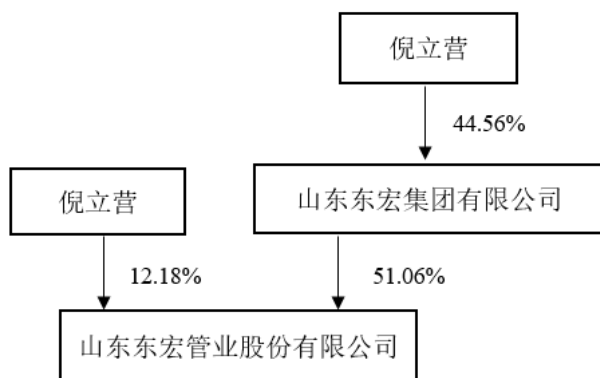 倪立营
44.56%
倪立营
山东东宏集团有限公司
12.18%
51.06%
山东东宏管业股份有限公司